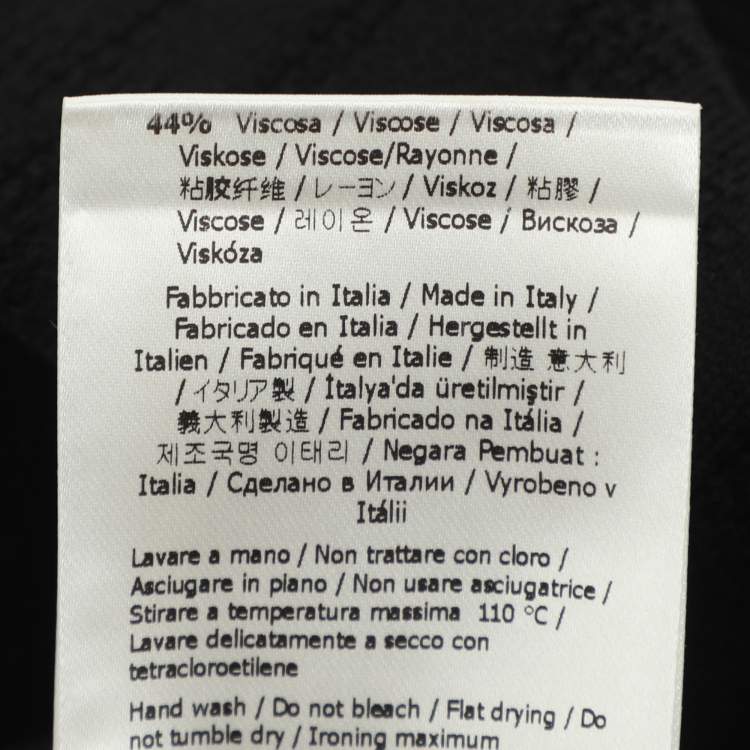 44% Viscosa / Viscose / Viscosa /
Viskose / Viscose/Rayonne /
粘胶纤维 / レーヨン / Viskoz / 粘膠 /
Viscose / 레이온 / Viscose / Вискоза /
Viskóza
Fabbricato in Italia / Made in Italy /
Fabricado en Italia / Hergestellt in
Italien / Fabriqué en Italie / 制造 意大利
/ イタリア製 / İtalya'da üretilmiştir /
義大利製造 / Fabricado na Itália /
제조국명 이태리 / Negara Pembuat :
Italia / Сделано в Италии / Vyrobeno v
Itálii
Lavare a mano / Non trattare con cloro /
Asciugare in piano / Non usare asciugatrice /
Stirare a temperatura massima 110 °C /
Lavare delicatamente a secco con
tetracloroetilene
Hand wash / Do not bleach / Flat drying / Do
not tumble dry / Ironing maximum